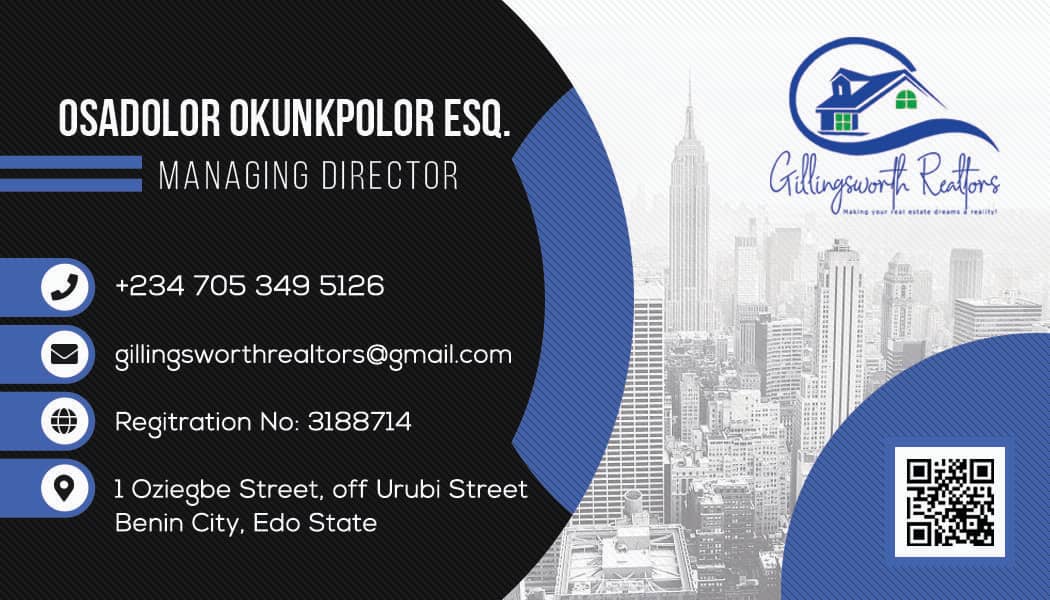 OSADOLOR OKUNKPOLOR ESQ.
MANAGING DIRECTOR
+234 705 349 5126
gillingsworthrealtors@gmail.com
Regitration No: 3188714
1 Oziegbe Street, off Urubi Street
Benin City, Edo State
Gillingsworth Realtors
Making your real estate dreams a reality!